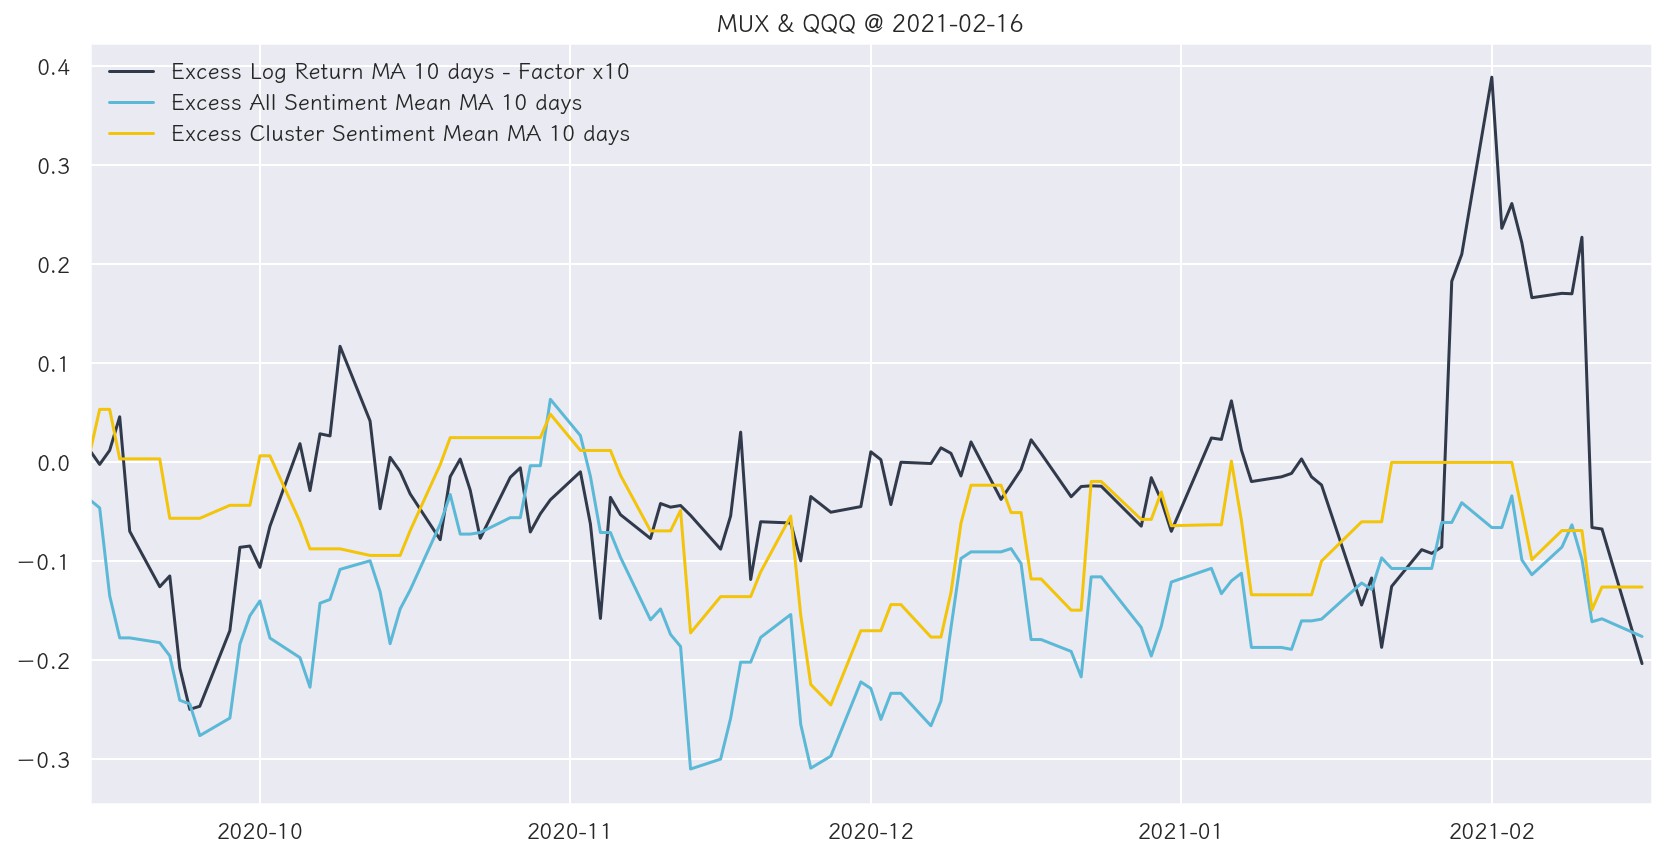 MUX & QQQ @ 2021-02-16
Excess Log Return MA 10 days - Factor x10
Excess All Sentiment Mean MA 10 days
Excess Cluster Sentiment Mean MA 10 days
0.4
0.3
0.2
0.1
0.0
−0.1
−0.2
−0.3
2020-10 2020-11 2020-12 2021-01 2021-02